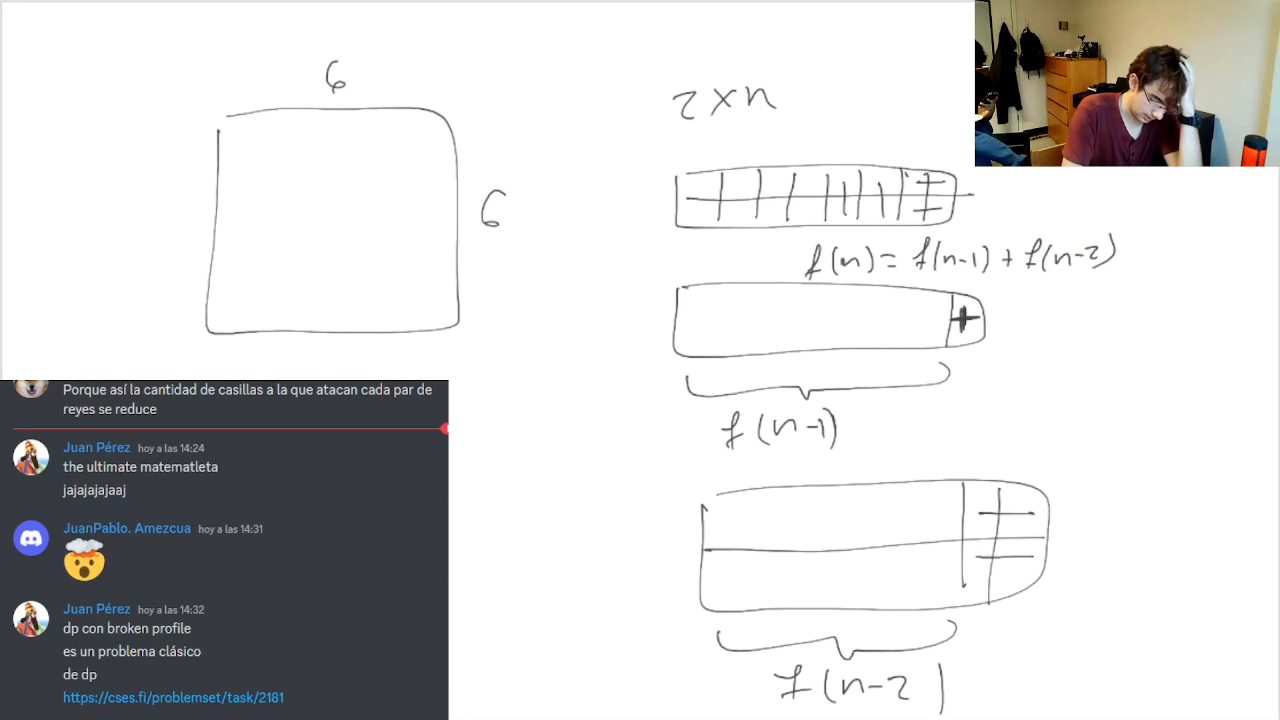 6
6
2 x n
f(n) = f(n-1) + f(n-2)
f(n-1)
f(n-2)
Porque así la cantidad de casillas a la que atacan cada par de
reyes se reduce
Juan Pérez hoy a las 14:24
the ultimate matematleta
jajajajajaaj
JuanPablo. Amezcua hoy a las 14:31
Juan Pérez hoy a las 14:32
dp con broken profile
es un problema clásico
de dp
https://cses.fi/problemset/task/2181